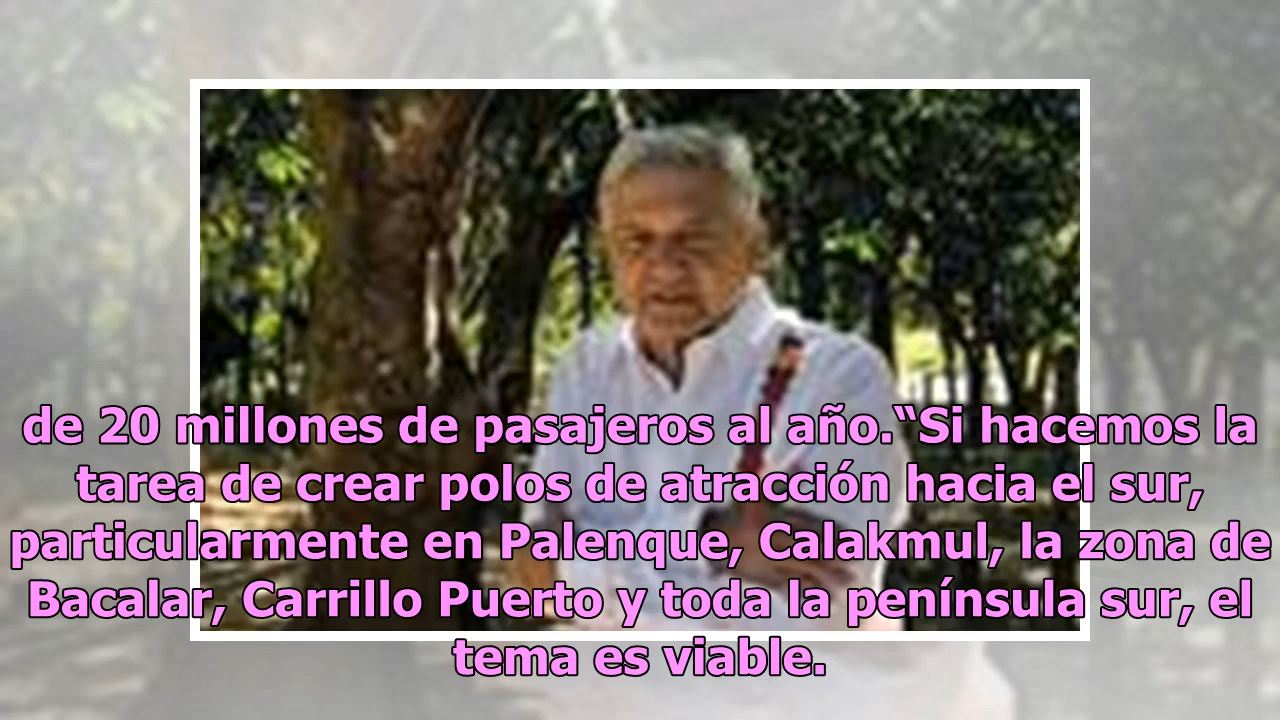 de 20 millones de pasajeros al año.“Si hacemos la
tarea de crear polos de atracción hacia el sur,
particularmente en Palenque, Calakmul, la zona de
Bacalar, Carrillo Puerto y toda la península sur, el
tema es viable.